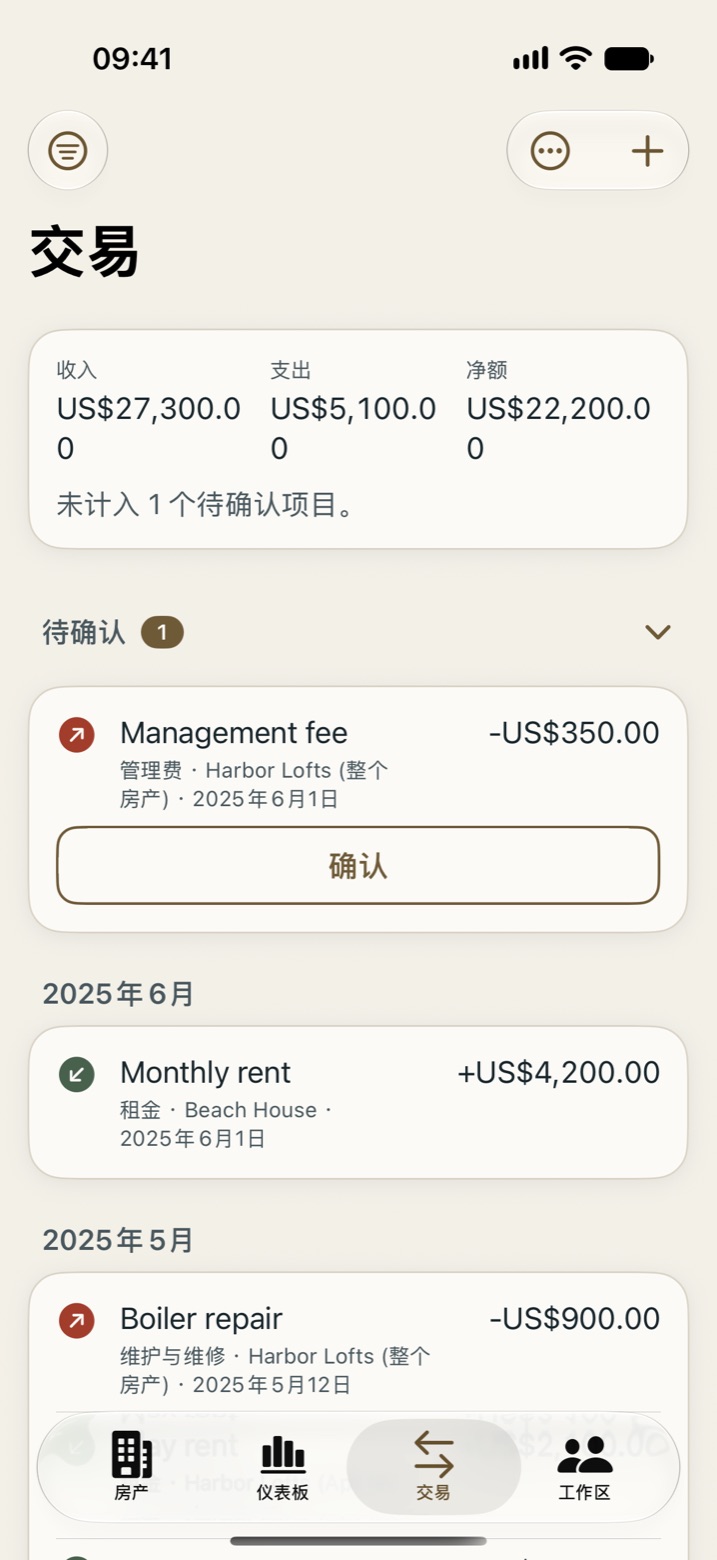 09:41
交易
收入 支出 净额
US$27,300.0 US$5,100.0 US$22,200.0
0 0 0
未计入 1 个待确认项目。
待确认 1
Management fee -US$350.00
管理费 · Harbor Lofts (整个
房产) · 2025年6月1日
确认
2025年6月
Monthly rent +US$4,200.00
租金 · Beach House ·
2025年6月1日
2025年5月
Boiler repair -US$900.00
维护与维修 · Harbor Lofts (整个
房产) · 2025年5月12日
房产 仪表板 交易 工作区